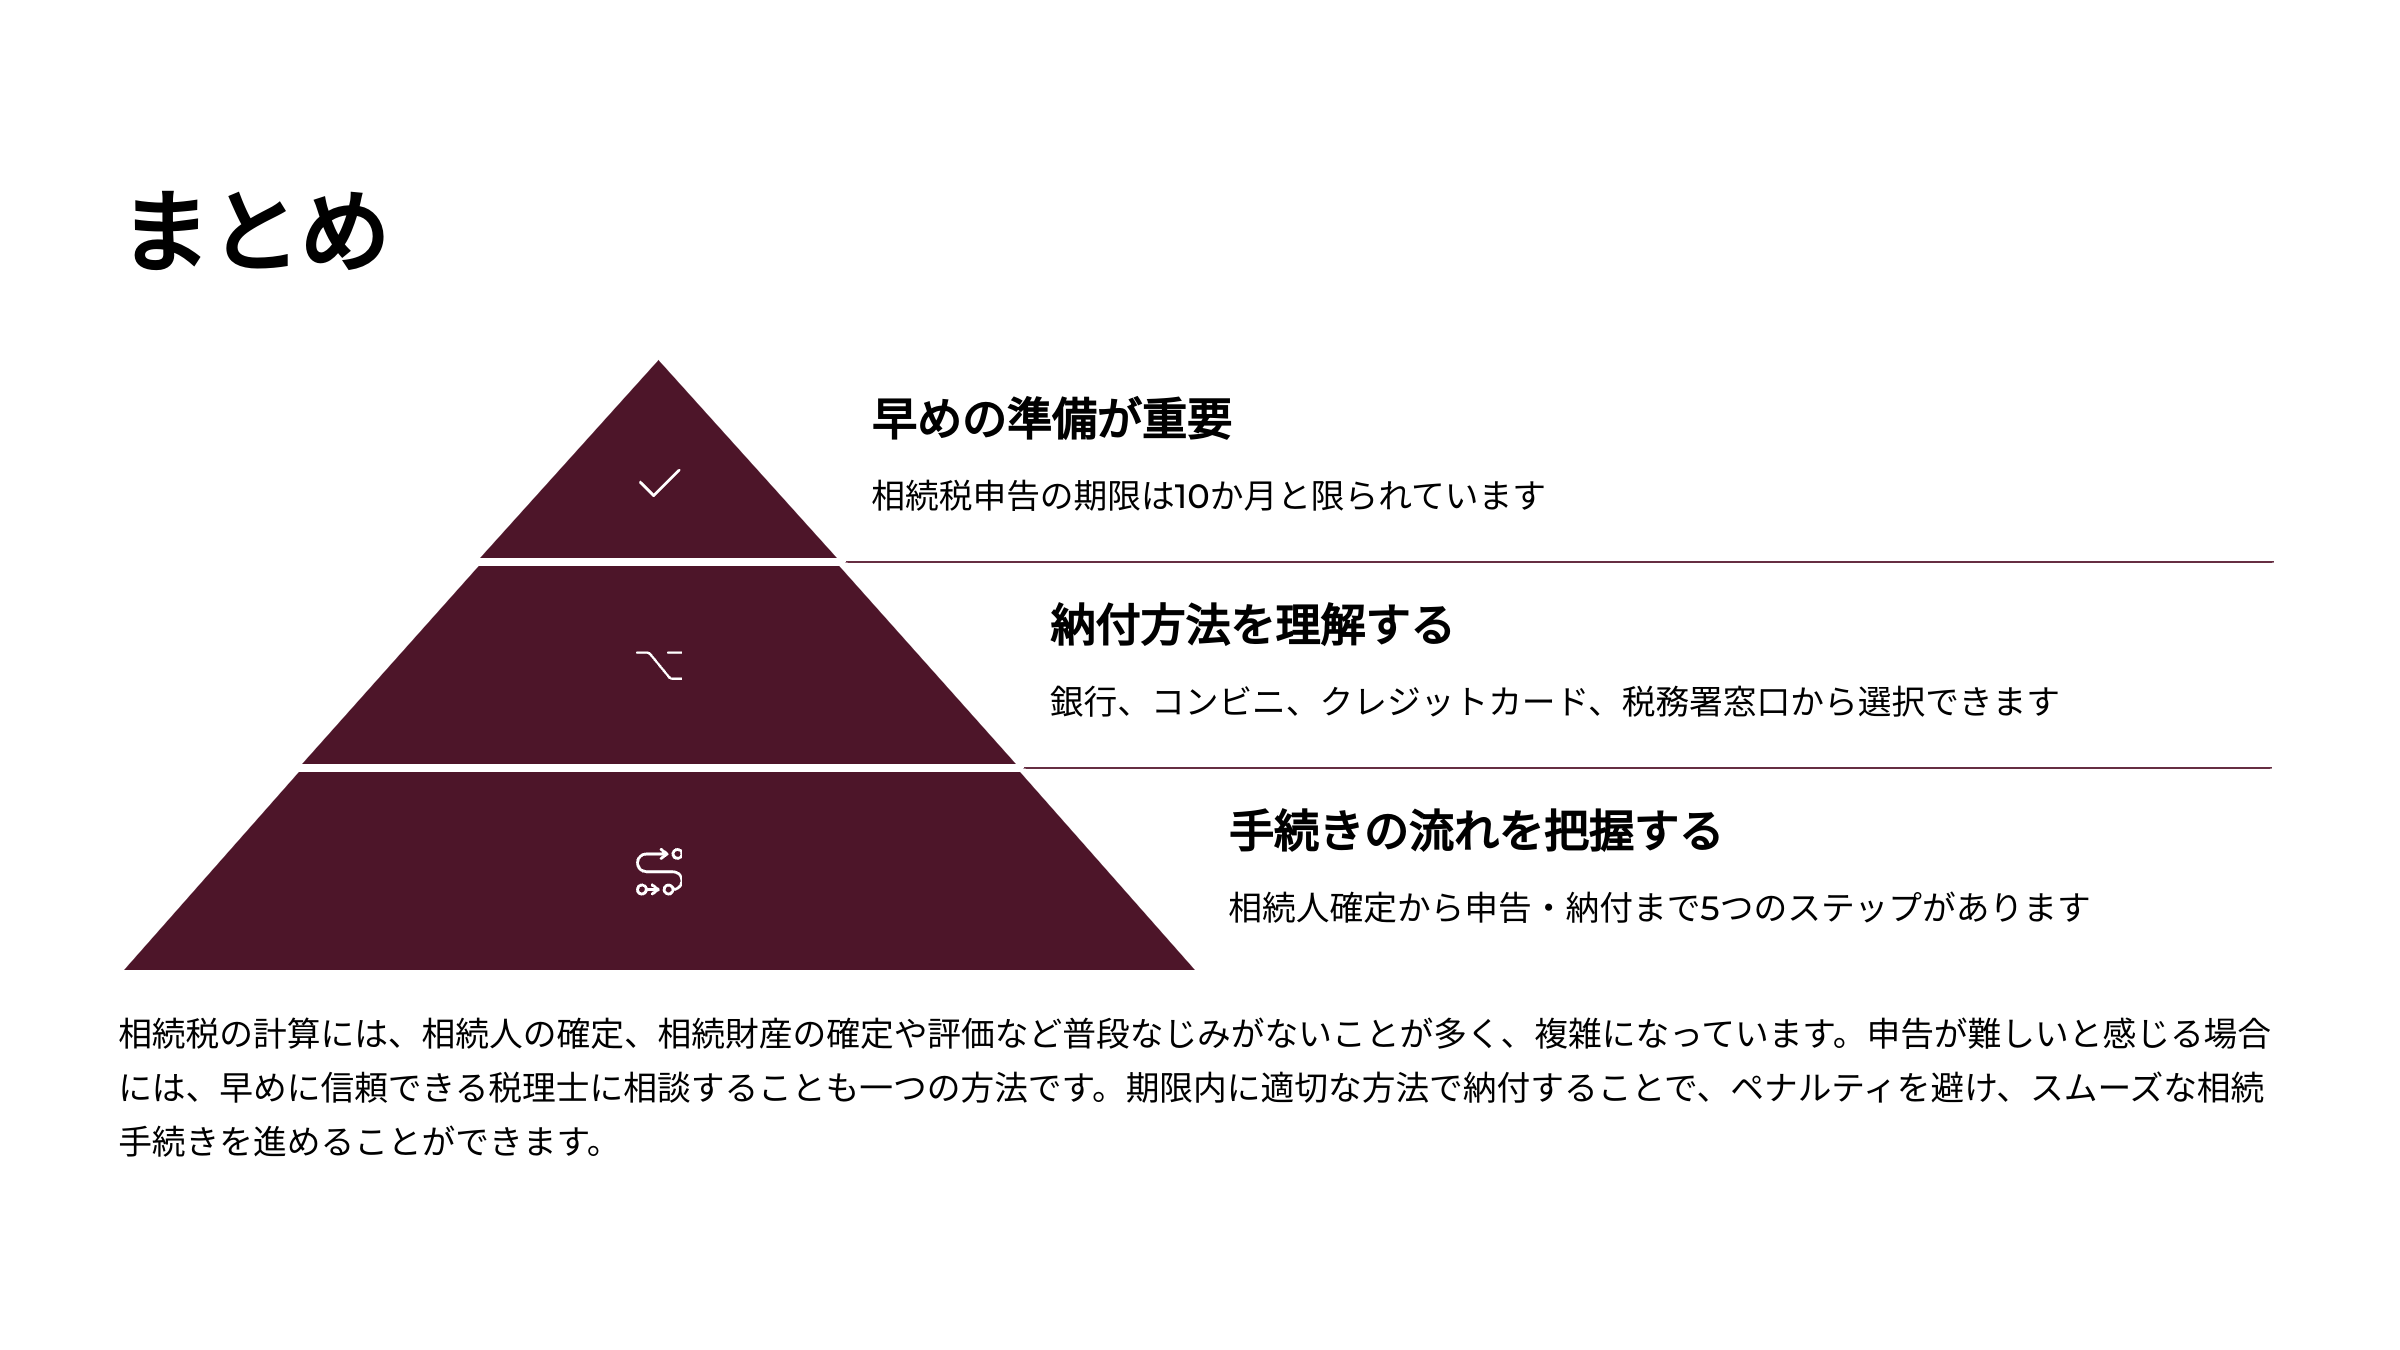 まとめ
早めの準備が重要
相続税申告の期限は10か月と限られています
納付方法を理解する
銀行、コンビニ、クレジットカード、税務署窓口から選択できます
手続きの流れを把握する
相続人確定から申告・納付まで5つのステップがあります
相続税の計算には、相続人の確定、相続財産の確定や評価など普段なじみがないことが多く、複雑になっています。申告が難しいと感じる場合
には、早めに信頼できる税理士に相談することも一つの方法です。期限内に適切な方法で納付することで、ペナルティを避け、スムーズな相続
手続きを進めることができます。